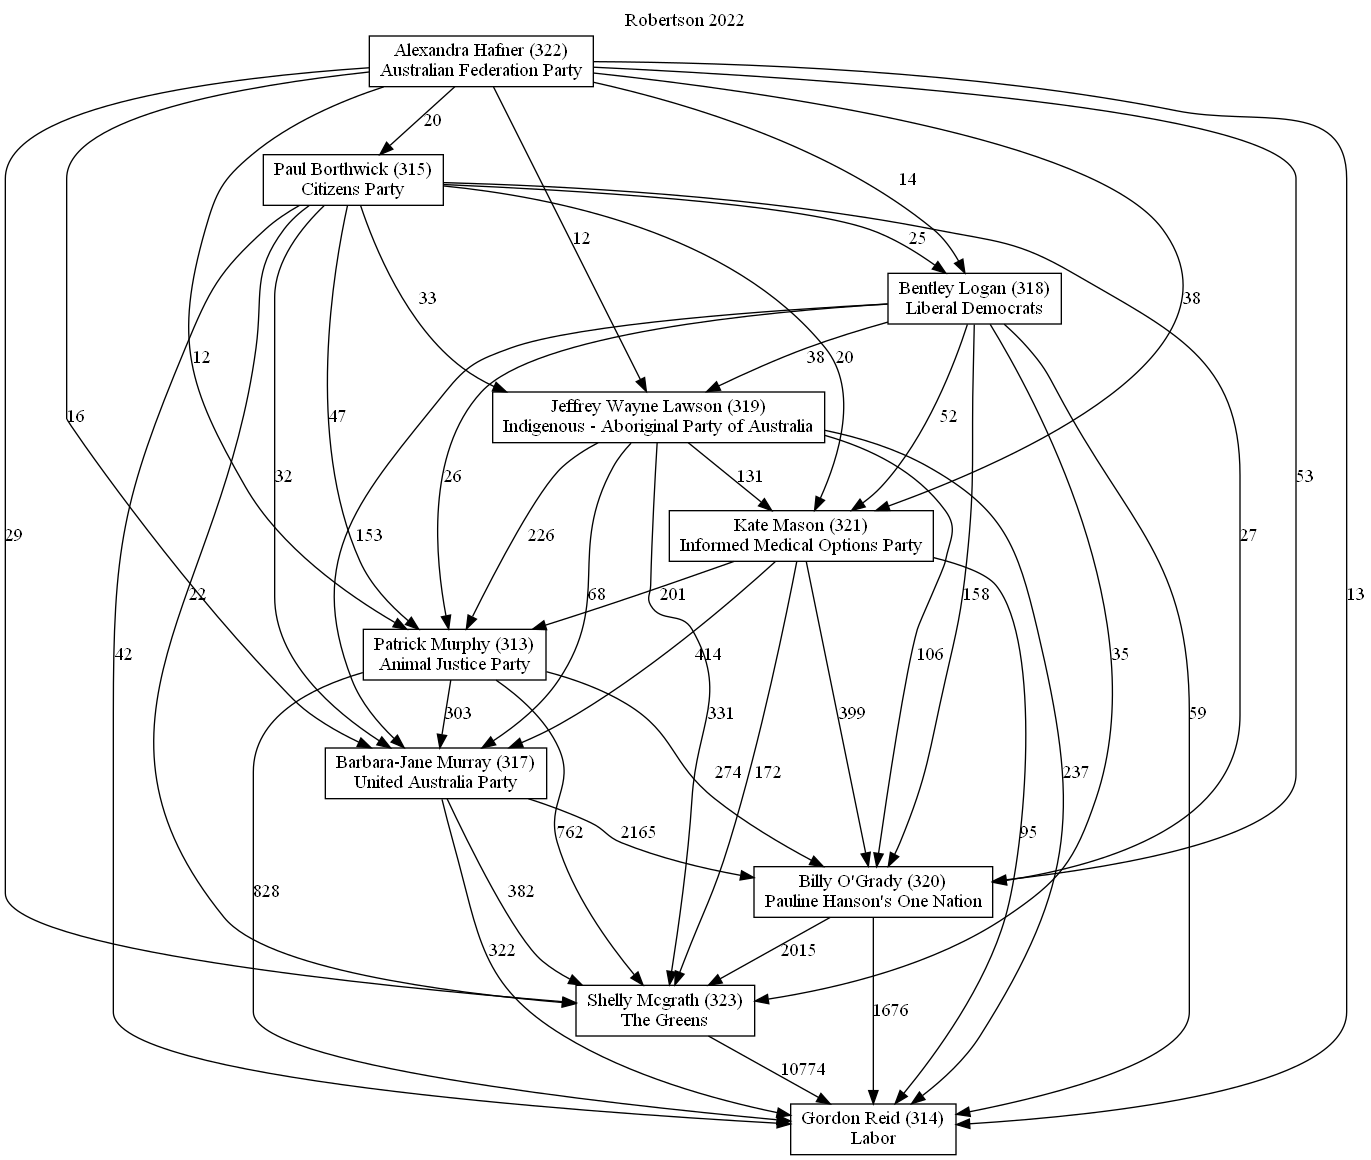 Robertson 2022
Alexandra Hafner (322)
Australian Federation Party
20
Paul Borthwick (315)
Citizens Party
14
12
25
Bentley Logan (318)
Liberal Democrats
33
38
12
38
20
Jeffrey Wayne Lawson (319)
Indigenous - Aboriginal Party of Australia
16
47
52
32
26
131
53
Kate Mason (321)
Informed Medical Options Party
29
153
226
27
22
68
201
158
13
Patrick Murphy (313)
Animal Justice Party
42
414
106
35
303
331
399
59
Barbara-Jane Murray (317)
United Australia Party
274
172
237
762
2165
95
Billy O'Grady (320)
Pauline Hanson's One Nation
828
382
322
2015
Shelly Mcgrath (323)
The Greens
1676
10774
Gordon Reid (314)
Labor